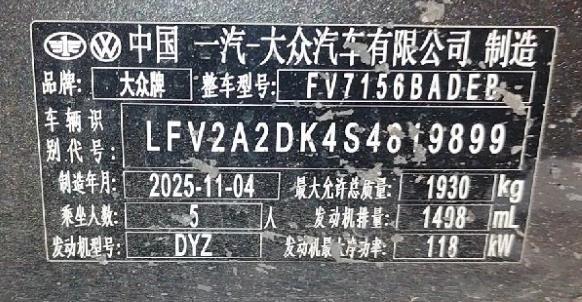 中国 一汽-大众汽车有限公司 制造
品牌: 大众牌 整车型号: FV7156BADEB
车辆识别代号: LFV2A2DK4S4819899
制造年月: 2025-11-04 最大允许总质量: 1930 kg
乘坐人数: 5 人 发动机排量: 1498 mL
发动机型号: DYZ 发动机最大净功率: 118 kW